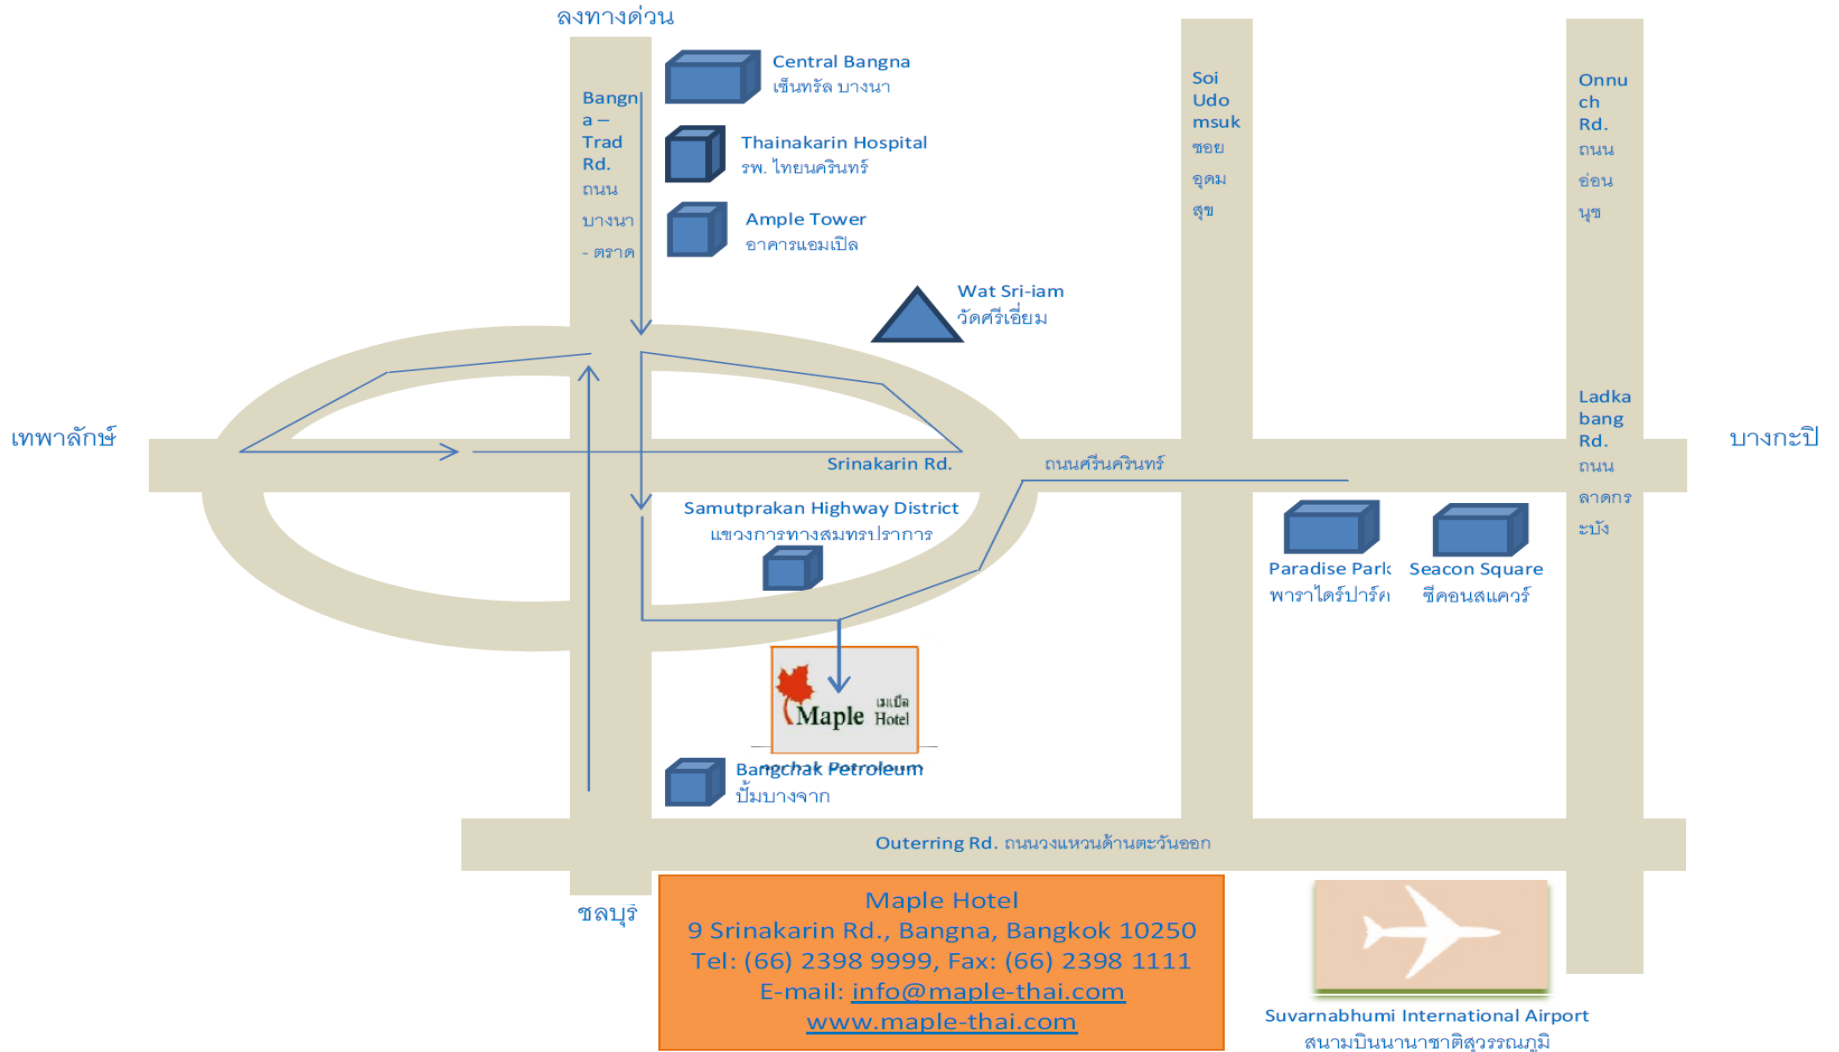 ลงทางด่วน
Central Bangna
เซ็นทรัล บางนา
Bangn
a –
Trad
Rd.
ถนน
บางนา
- ตราด
Thainakarin Hospital
รพ. ไทยนครินทร์
Ample Tower
อาคารแอมเปิล
Wat Sri-iam
วัดศรีเอี่ยม
Soi
Udo
msuk
ซอย
อุดม
สุข
Onnu
ch
Rd.
ถนน
อ่อน
นุช
Ladka
bang
Rd.
ถนน
ลาดกร
ะบัง
เทพาลักษ์
บางกะปิ
Srinakarin Rd.
ถนนศรีนครินทร์
Samutprakan Highway District
แขวงการทางสมุทรปราการ
Paradise Park
พาราไดร์ปาร์ค
Seacon Square
ซีคอนสแควร์
Maple
เมเปิล
Hotel
Bangchak Petroleum
ปั้มบางจาก
Outerring Rd. ถนนวงแหวนด้านตะวันออก
ชลบุรี
Maple Hotel
9 Srinakarin Rd., Bangna, Bangkok 10250
Tel: (66) 2398 9999, Fax: (66) 2398 1111
E-mail: info@maple-thai.com
www.maple-thai.com
Suvarnabhumi International Airport
สนามบินนานาชาติสุวรรณภูมิ